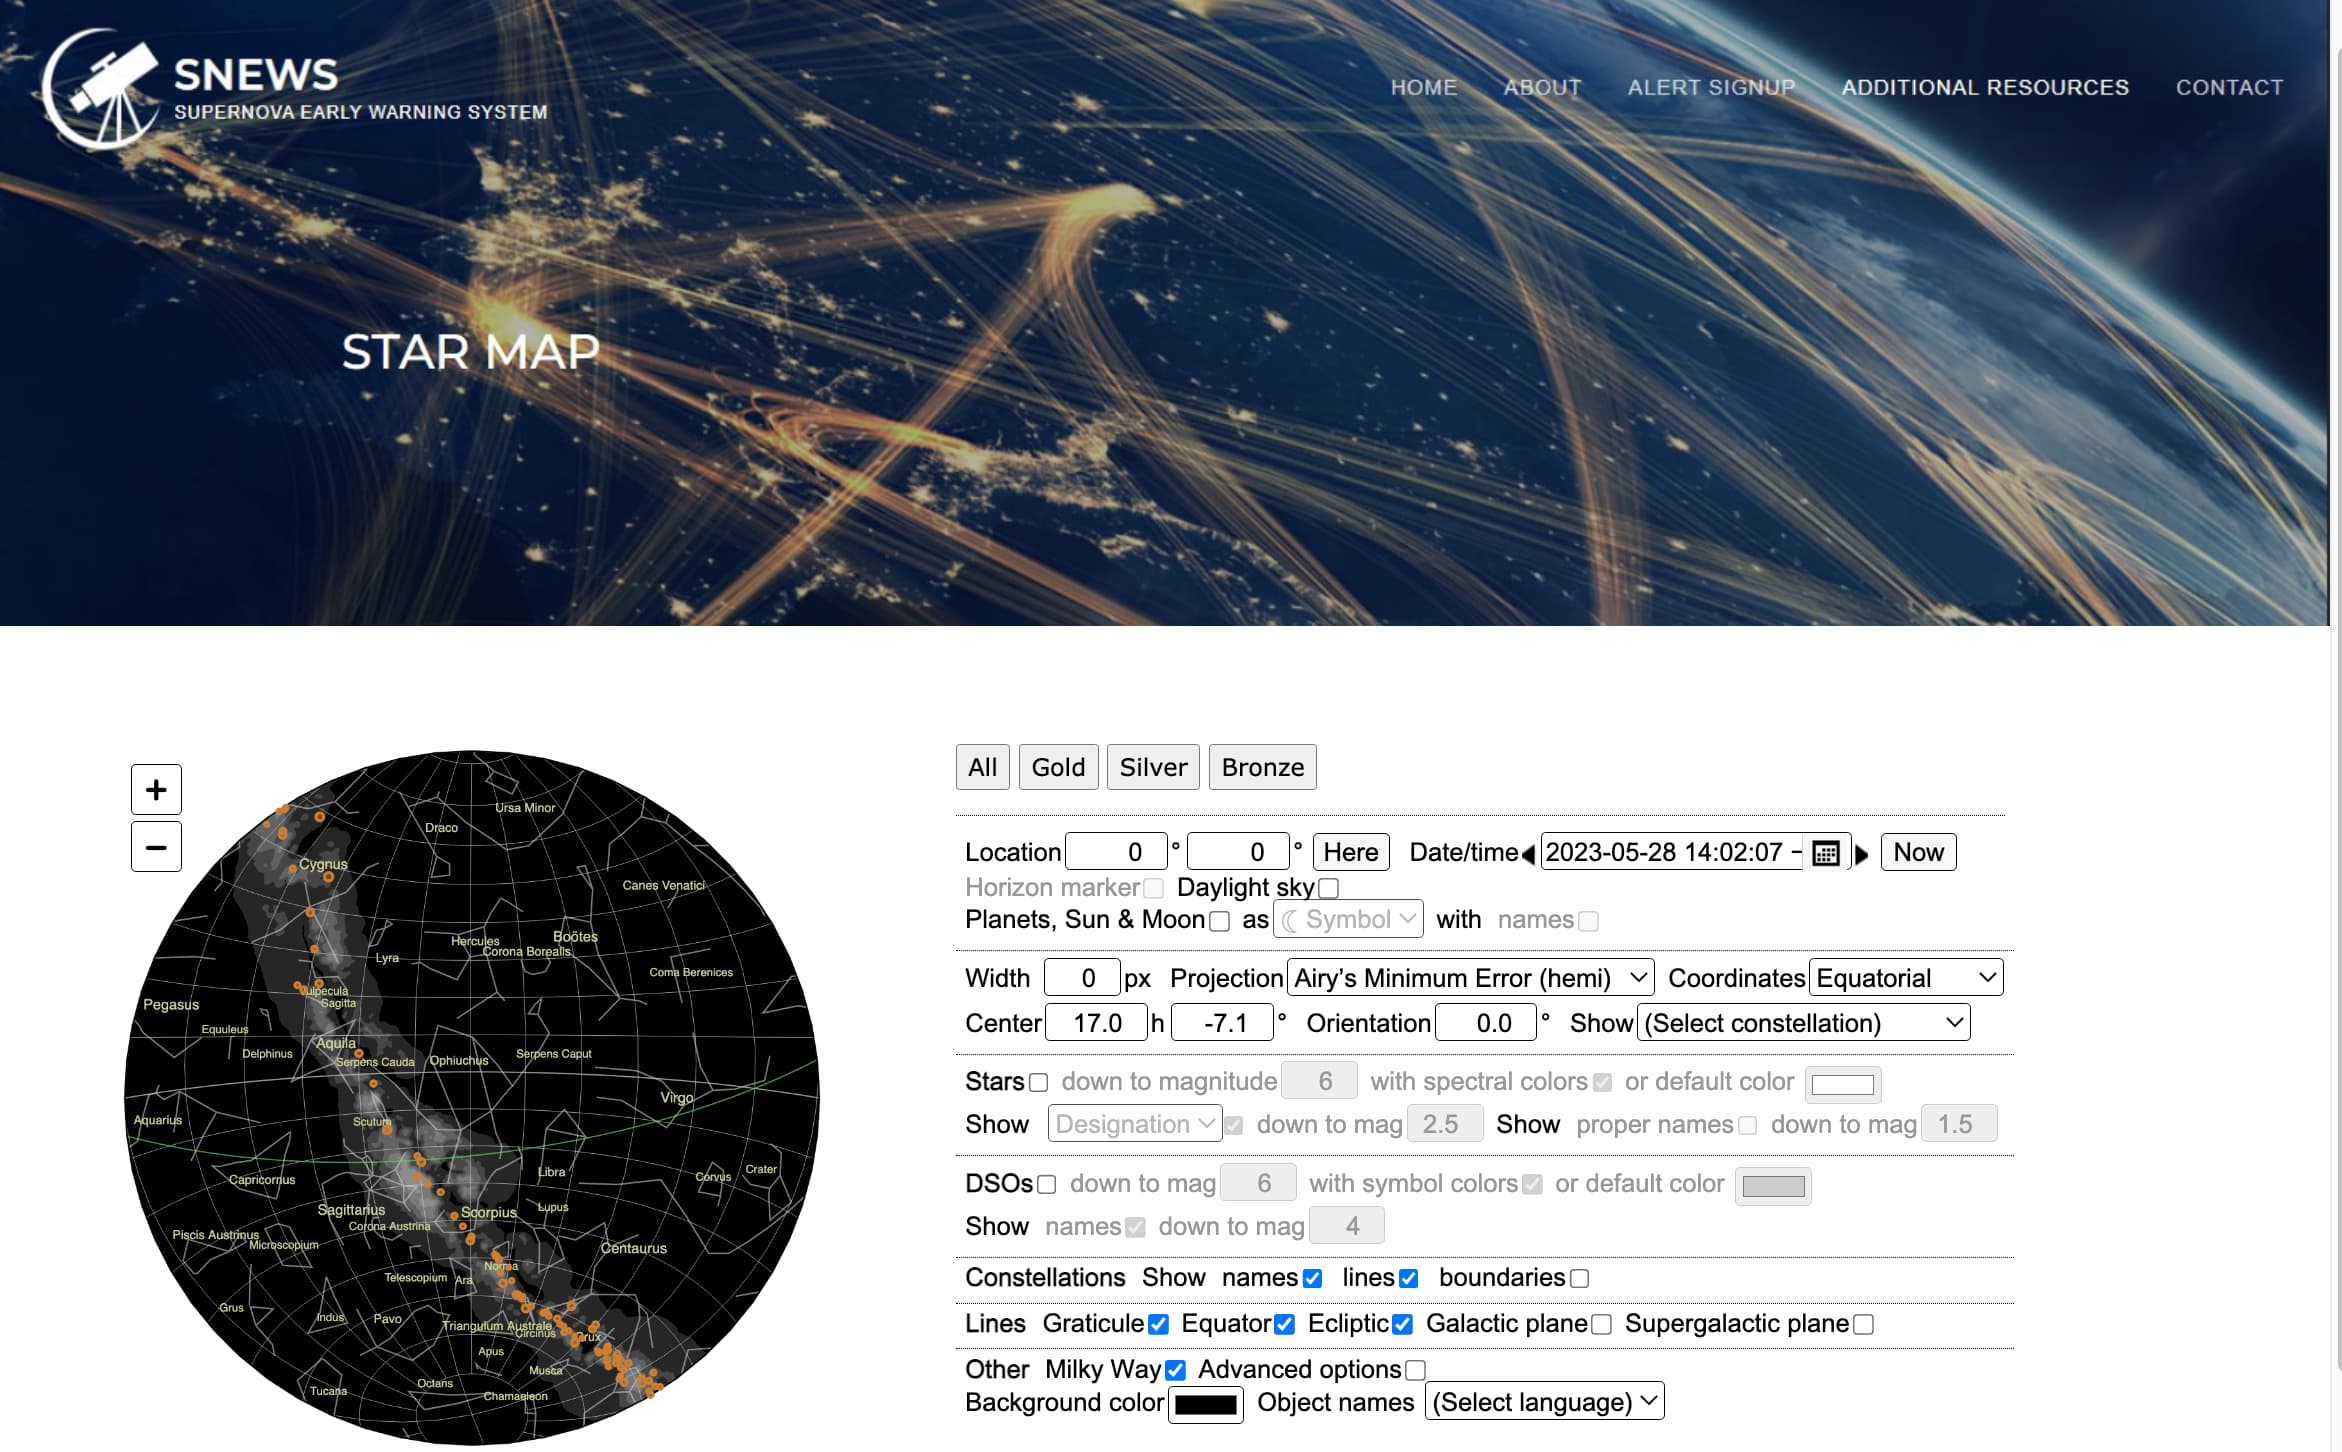 SNEWS
SUPERNOVA EARLY WARNING SYSTEM
HOME ABOUT ALERT SIGNUP ADDITIONAL RESOURCES CONTACT
STAR MAP
+
−
Ursa Minor
Draco
Cygnus
Canes Venatici
Hercules
Boötes
Corona Borealis
Lyra
Coma Berenices
Vulpecula
Sagitta
Pegasus
Equuleus
Aquila
Delphinus
Serpens Cauda
Ophiuchus
Serpens Caput
Virgo
Aquarius
Scutum
Libra
Crater
Corvus
Capricornus
Sagittarius
Scorpius
Lupus
Corona Austrina
Piscis Austrinus
Microscopium
Centaurus
Norma
Telescopium
Ara
Grus
Indus
Pavo
Triangulum Australe
Circinus
Crux
Apus
Musca
Octans
Tucana
Chamaeleon
All Gold Silver Bronze
Location 0 ° 0 ° Here Date/time 2023-05-28 14:02:07 - Now
Horizon marker Daylight sky
Planets, Sun & Moon as ☾ Symbol with names
Width 0 px Projection Airy’s Minimum Error (hemi) Coordinates Equatorial
Center 17.0 h -7.1 ° Orientation 0.0 ° Show (Select constellation)
Stars down to magnitude 6 with spectral colors or default color
Show Designation down to mag 2.5 Show proper names down to mag 1.5
DSOs down to mag 6 with symbol colors or default color
Show names down to mag 4
Constellations Show names lines boundaries
Lines Graticule Equator Ecliptic Galactic plane Supergalactic plane
Other Milky Way Advanced options
Background color Object names (Select language)